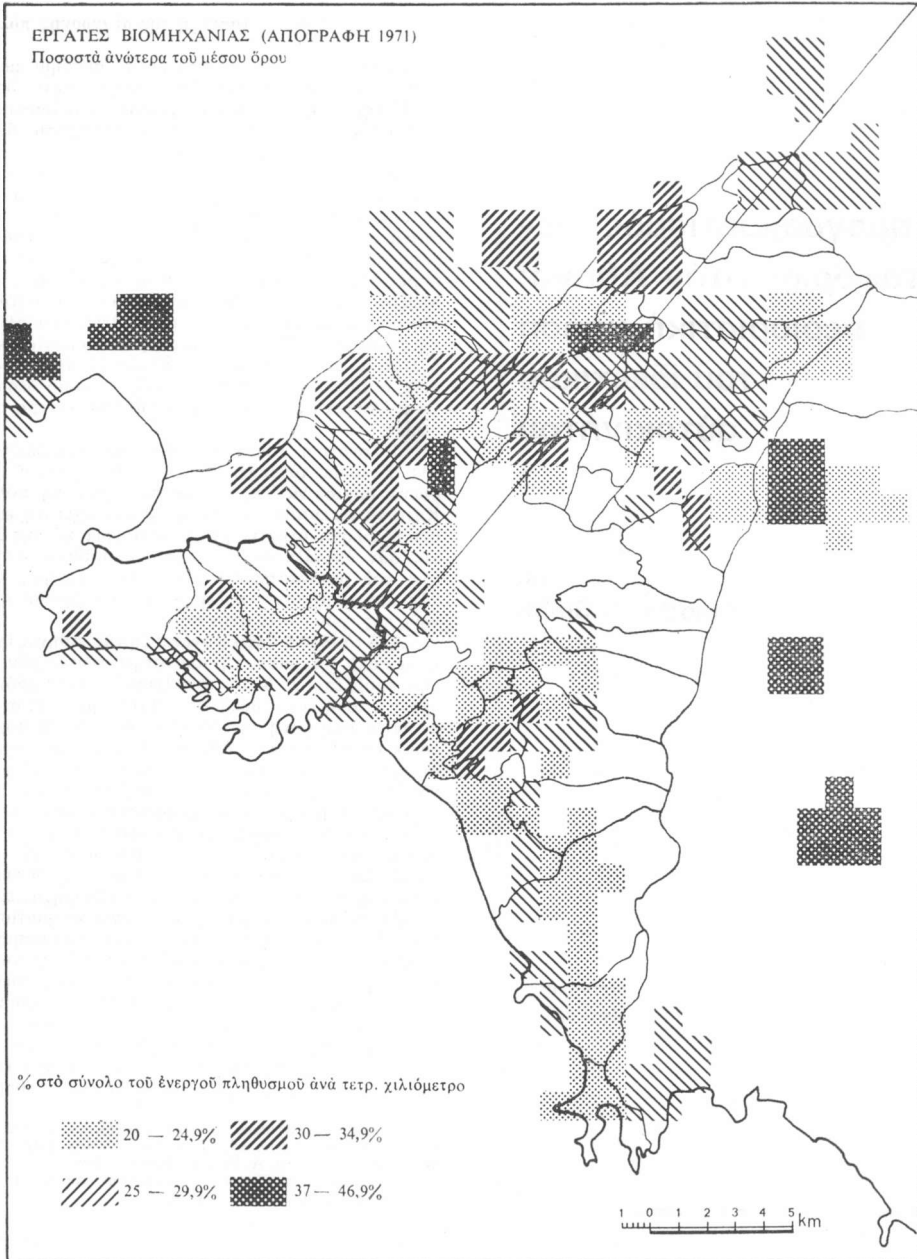 ΕΡΓΑΤΕΣ ΒΙΟΜΗΧΑΝΙΑΣ (ΑΠΟΓΡΑΦΗ 1971)
Ποσοστὰ ἀνώτερα τοῦ μέσου ὅρου
% στὸ σύνολο τοῦ ἐνεργοῦ πληθυσμοῦ ἀνὰ τετρ. χιλιόμετρο
20 — 24,9% 30 — 34,9%
25 — 29,9% 37 — 46,9%
1 0 1 2 3 4 5 km